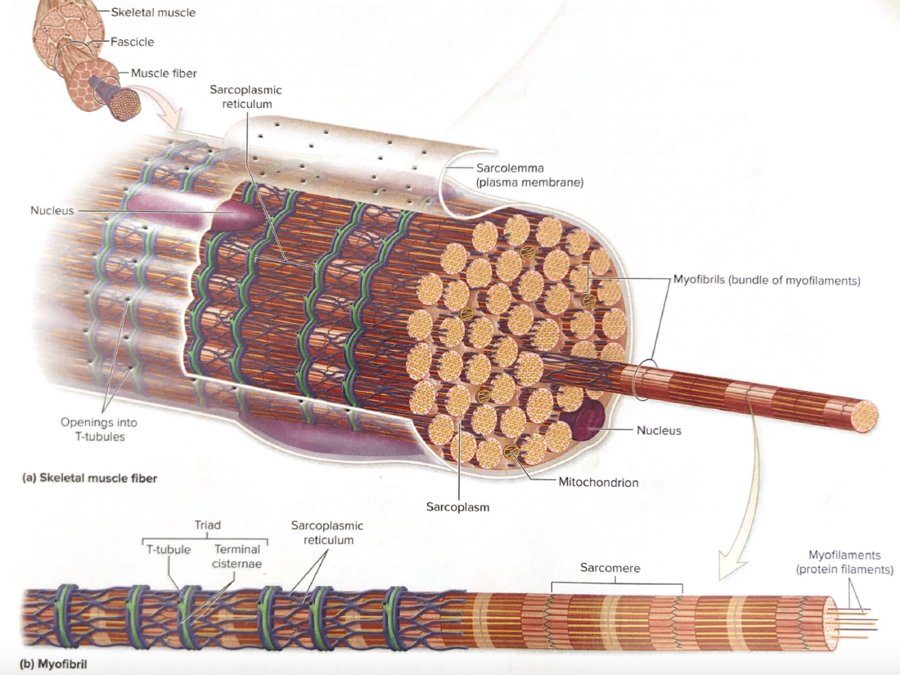 Skeletal muscle
Fascicle
Muscle fiber
Sarcoplasmic
reticulum
Sarcolemma
(plasma membrane)
Nucleus
Myofibrils (bundle of myofilaments)
Openings into
T-tubules
Nucleus
Mitochondrion
Sarcoplasm
(a) Skeletal muscle fiber
Triad
T-tubule
Terminal
cisternae
Sarcoplasmic
reticulum
Sarcomere
Myofilaments
(protein filaments)
(b) Myofibril